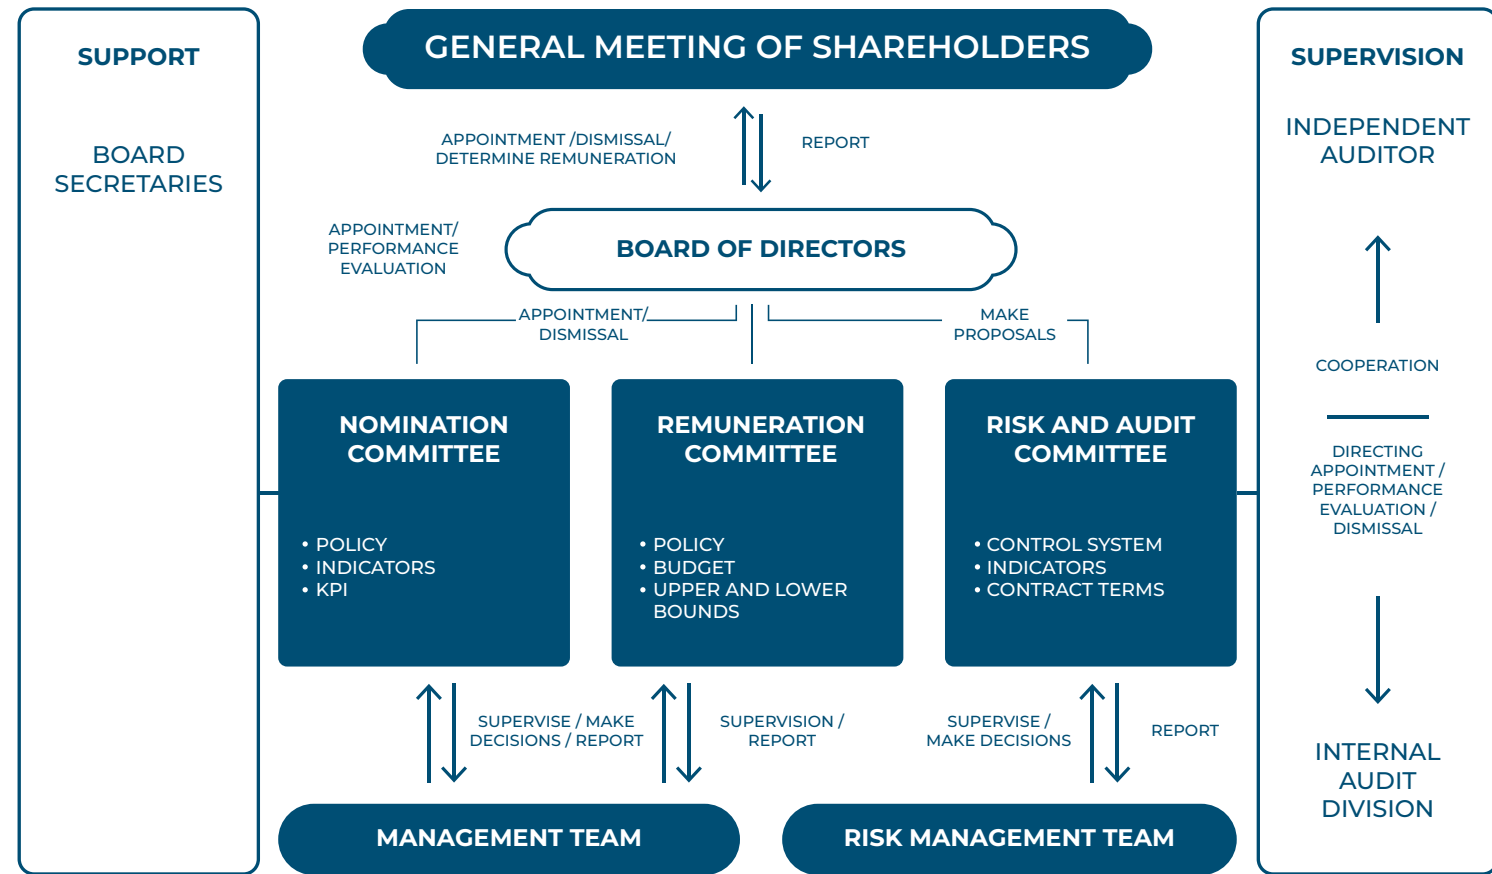 SUPPORT
BOARD
SECRETARIES
GENERAL MEETING OF SHAREHOLDERS
APPOINTMENT /DISMISSAL/
DETERMINE REMUNERATION
REPORT
APPOINTMENT/
PERFORMANCE
EVALUATION
BOARD OF DIRECTORS
APPOINTMENT/
DISMISSAL
MAKE
PROPOSALS
NOMINATION
COMMITTEE
• POLICY
• INDICATORS
• KPI
REMUNERATION
COMMITTEE
• POLICY
• BUDGET
• UPPER AND LOWER
BOUNDS
RISK AND AUDIT
COMMITTEE
• CONTROL SYSTEM
• INDICATORS
• CONTRACT TERMS
SUPERVISE / MAKE
DECISIONS / REPORT
SUPERVISION /
REPORT
SUPERVISE /
MAKE DECISIONS
REPORT
MANAGEMENT TEAM
RISK MANAGEMENT TEAM
SUPERVISION
INDEPENDENT
AUDITOR
COOPERATION
DIRECTING
APPOINTMENT /
PERFORMANCE
EVALUATION /
DISMISSAL
INTERNAL
AUDIT
DIVISION